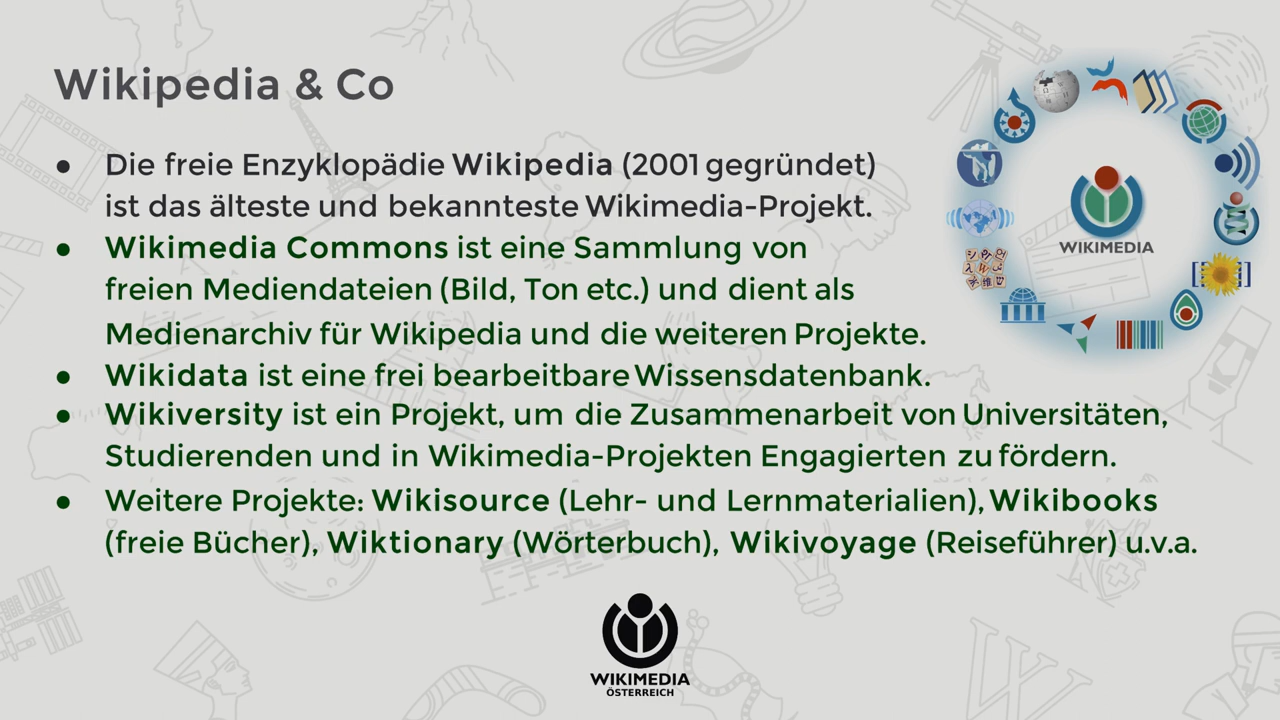 Wikipedia & Co
● Die freie Enzyklopädie Wikipedia (2001 gegründet)
ist das älteste und bekannteste Wikimedia-Projekt.
● Wikimedia Commons ist eine Sammlung von
freien Mediendateien (Bild, Ton etc.) und dient als
Medienarchiv für Wikipedia und die weiteren Projekte.
● Wikidata ist eine frei bearbeitbare Wissensdatenbank.
● Wikiversity ist ein Projekt, um die Zusammenarbeit von Universitäten,
Studierenden und in Wikimedia-Projekten Engagierten zu fördern.
● Weitere Projekte: Wikisource (Lehr- und Lernmaterialien), Wikibooks
(freie Bücher), Wiktionary (Wörterbuch), Wikivoyage (Reiseführer) u.v.a.
WIKIMEDIA
WIKIMEDIA
ÖSTERREICH